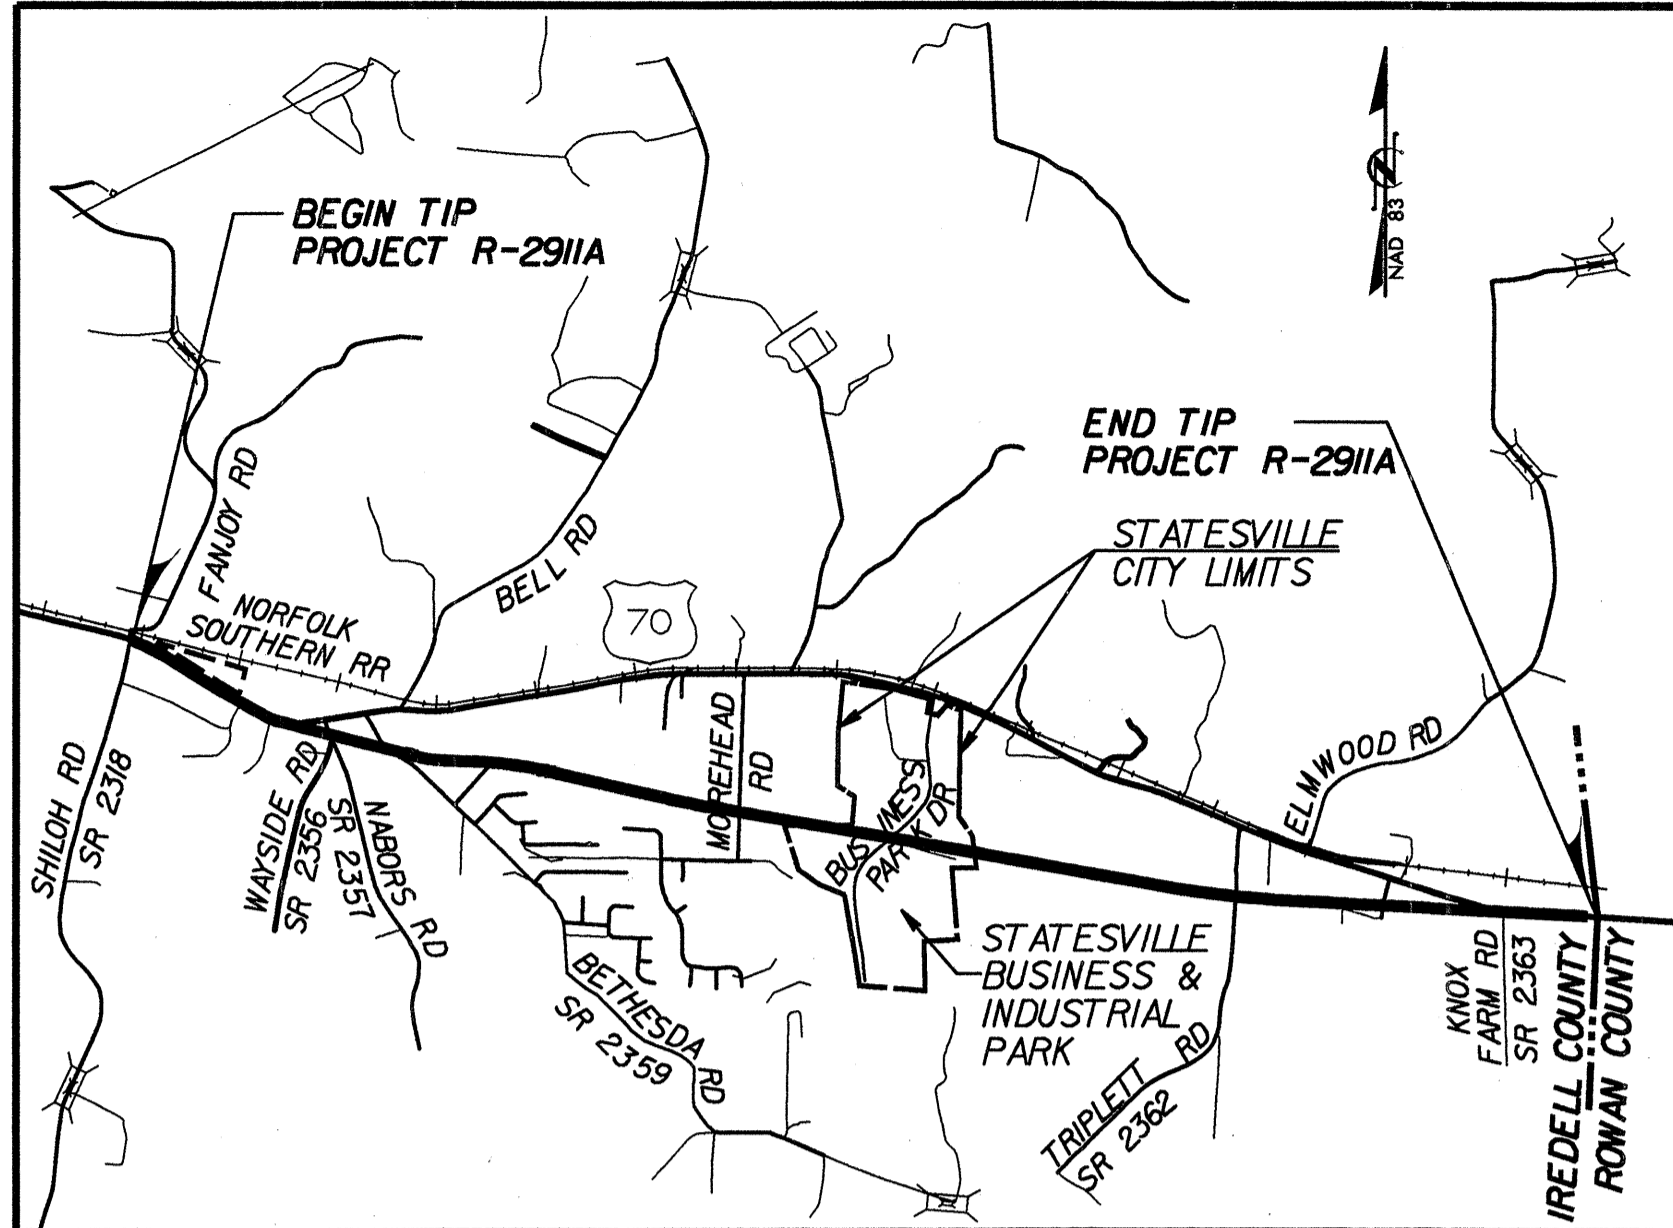 BEGIN TIP
PROJECT R-2911A
NAD 83
END TIP
PROJECT R-2911A
STATESVILLE
CITY LIMITS
FANJOY RD
BELL RD
NORFOLK
SOUTHERN RR
70
SHILOH RD
SR 2318
WAYSIDE RD
SR 2356
SR 2357
NABORS RD
MOREHEAD
RD
BUSINESS
PARK DR
ELMWOOD RD
STATESVILLE
BUSINESS &
INDUSTRIAL
PARK
BETHESDA RD
SR 2359
TRIPLETT RD
SR 2362
KNOX
FARM RD
SR 2363
IREDELL COUNTY
ROWAN COUNTY